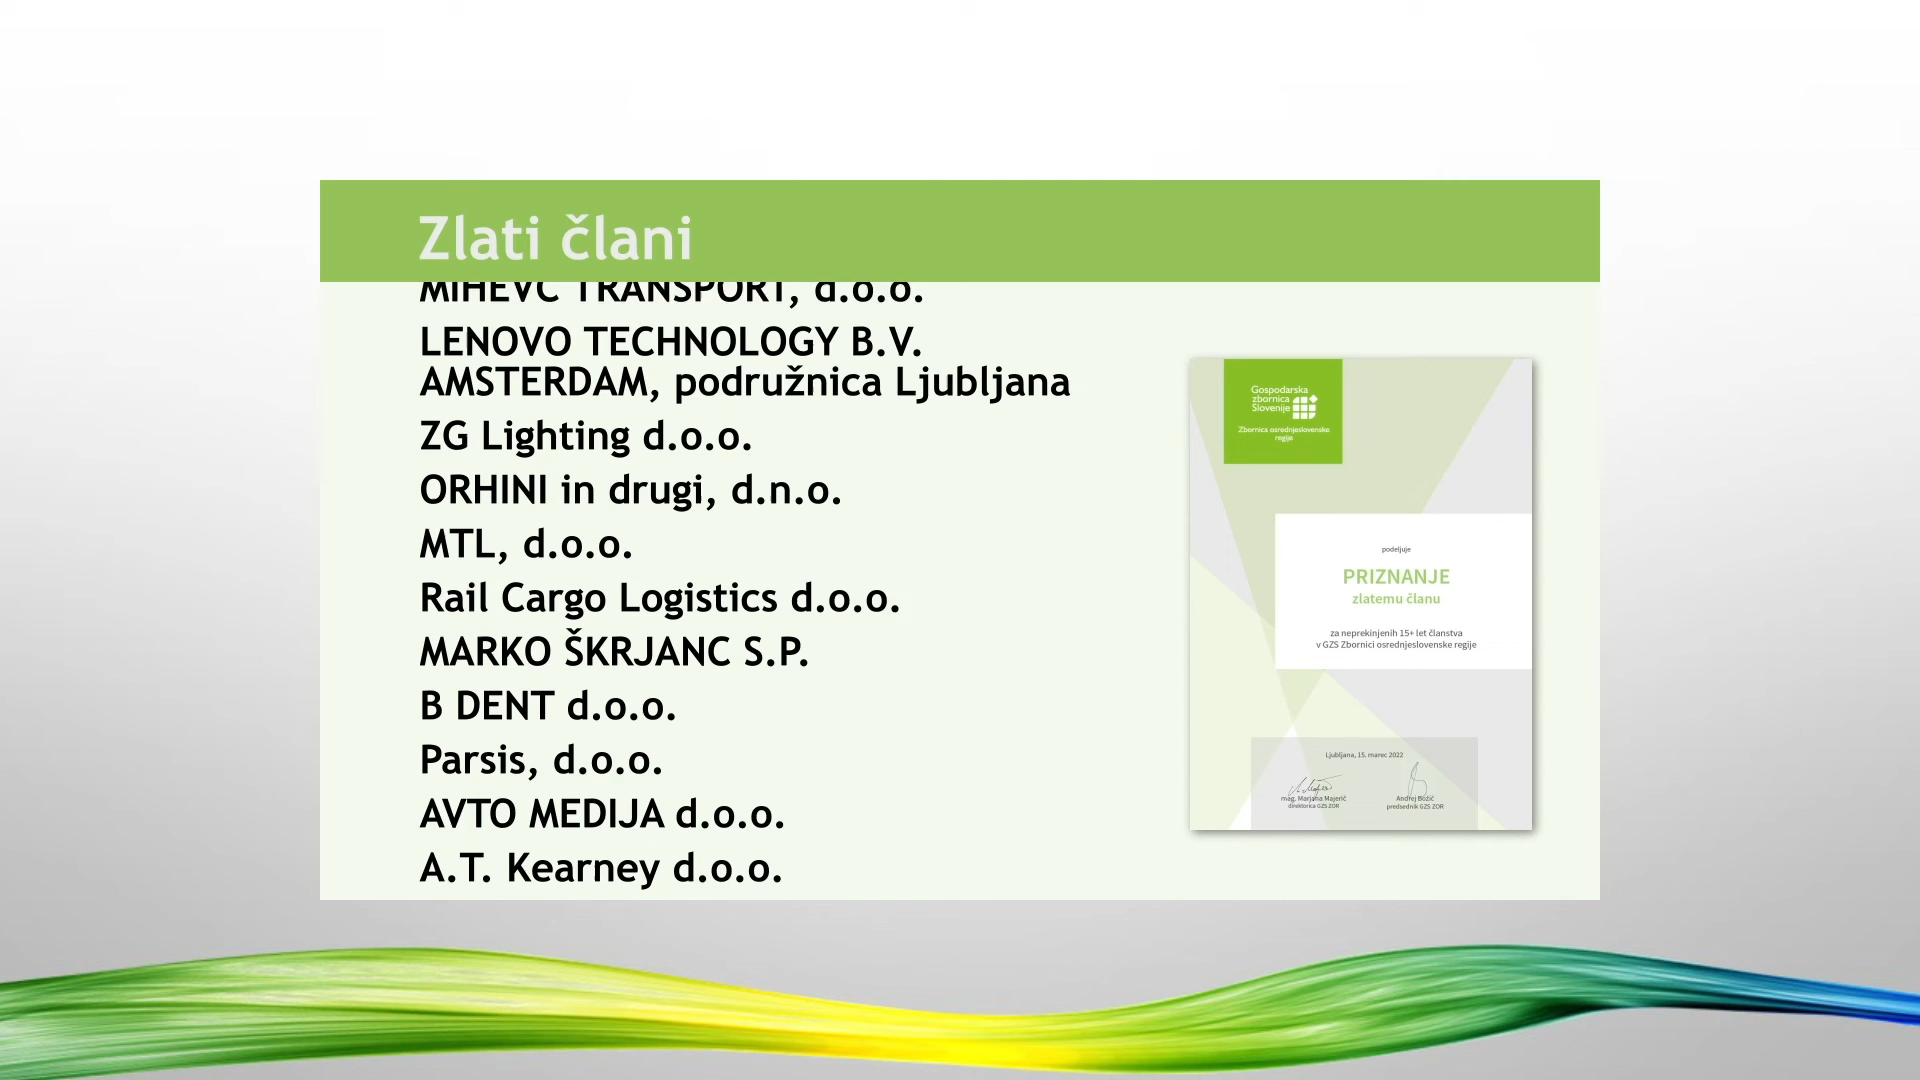 Zlati člani
MIHEVC TRANSPORT, d.o.o.
LENOVO TECHNOLOGY B.V.
AMSTERDAM, podružnica Ljubljana
ZG Lighting d.o.o.
ORHINI in drugi, d.n.o.
MTL, d.o.o.
Rail Cargo Logistics d.o.o.
MARKO ŠKRJANC S.P.
B DENT d.o.o.
Parsis, d.o.o.
AVTO MEDIJA d.o.o.
A.T. Kearney d.o.o.
Gospodarska
zbornica
Slovenije
Zbornica osrednjeslovenske
regije
podeljuje
PRIZNANJE
zlatemu članu
za neprekinjenih 15+ let članstva
v GZS Zbornici osrednjeslovenske regije
Ljubljana, 15. marec 2022
mag. Marjana Majerič
direktorica GZS ZOR
Andrej Božič
predsednik GZS ZOR